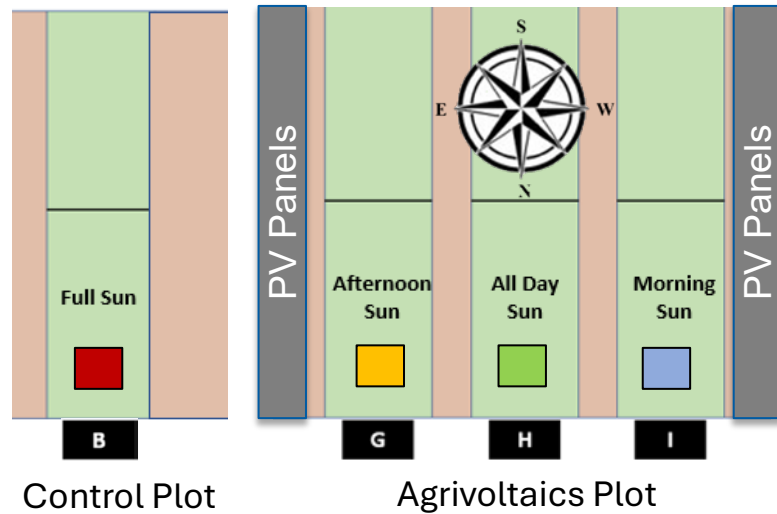 S
E
W
N
PV Panels
PV Panels
Full Sun
Afternoon
Sun
All Day
Sun
Morning
Sun
B
G
H
I
Control Plot
Agrivoltaics Plot